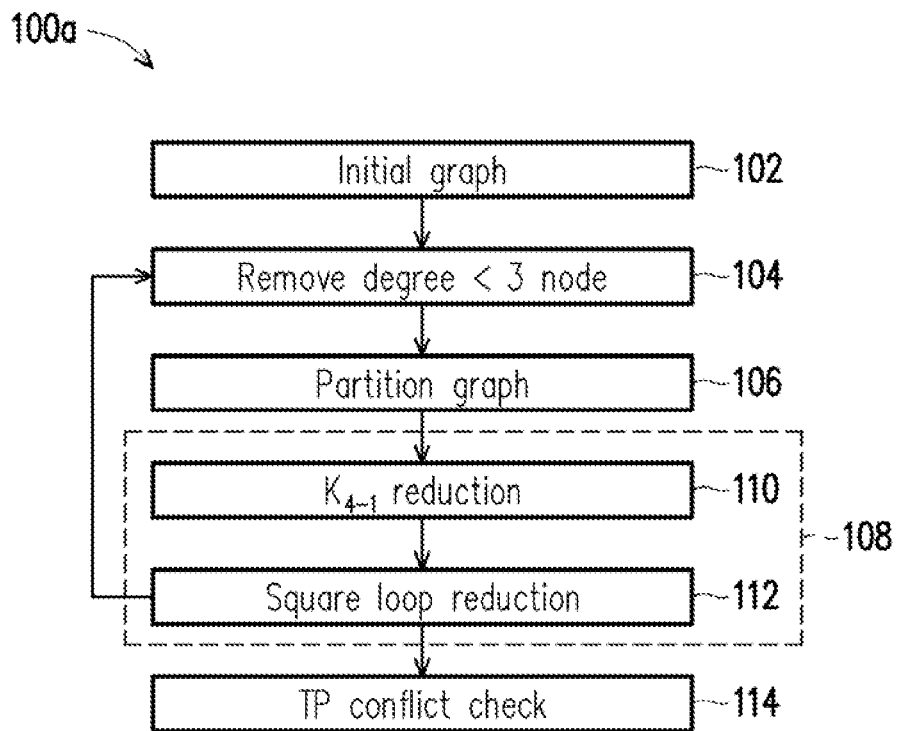 100a
Initial graph 102
Remove degree < 3 node 104
Partition graph 106
K4-1 reduction 110
108
Square loop reduction 112
TP conflict check 114